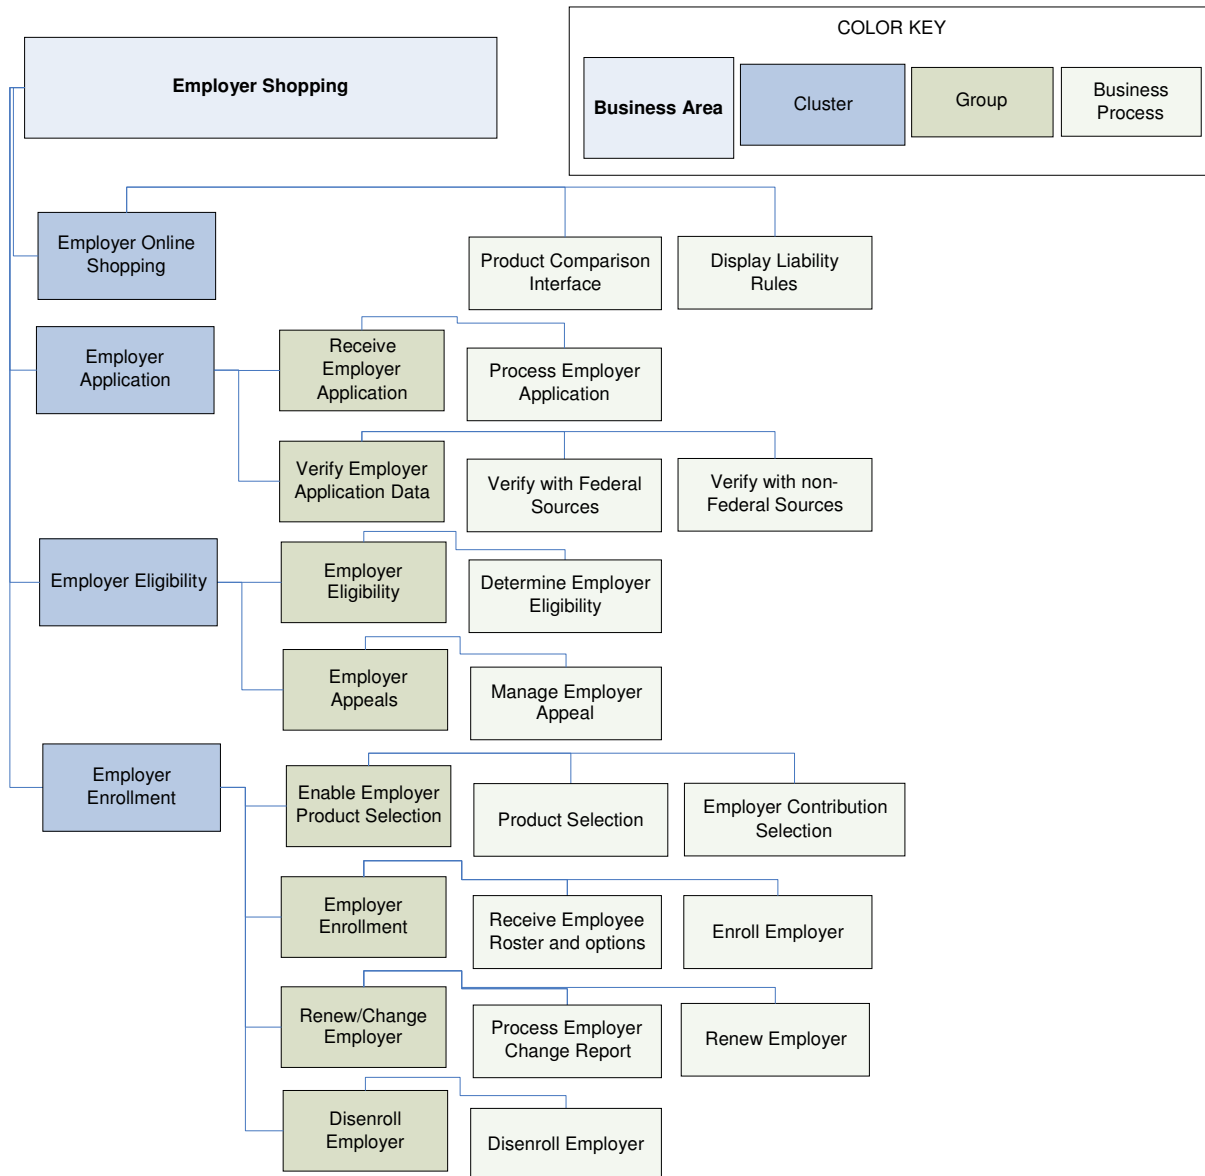 COLOR KEY
Employer Shopping
Business Area
Cluster
Group
Business
Process
Employer Online
Shopping
Product Comparison
Interface
Display Liability
Rules
Employer
Application
Receive
Employer
Application
Process Employer
Application
Verify Employer
Application Data
Verify with Federal
Sources
Verify with non-
Federal Sources
Employer Eligibility
Employer
Eligibility
Determine Employer
Eligibility
Employer
Appeals
Manage Employer
Appeal
Employer
Enrollment
Enable Employer
Product Selection
Product Selection
Employer Contribution
Selection
Employer
Enrollment
Receive Employee
Roster and options
Enroll Employer
Renew/Change
Employer
Process Employer
Change Report
Renew Employer
Disenroll
Employer
Disenroll Employer